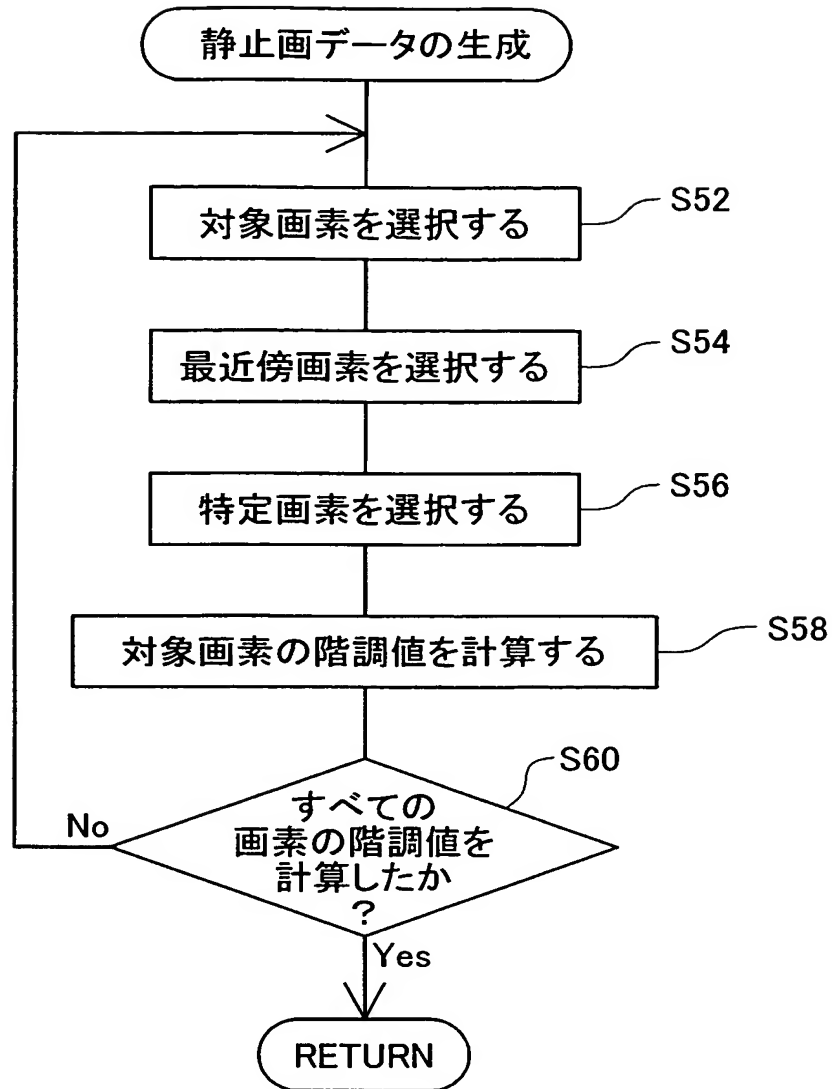 静止画データの生成
対象画素を選択する
S52
最近傍画素を選択する
S54
特定画素を選択する
S56
対象画素の階調値を計算する
S58
S60
すべての
画素の階調値を
計算したか
?
No
Yes
RETURN